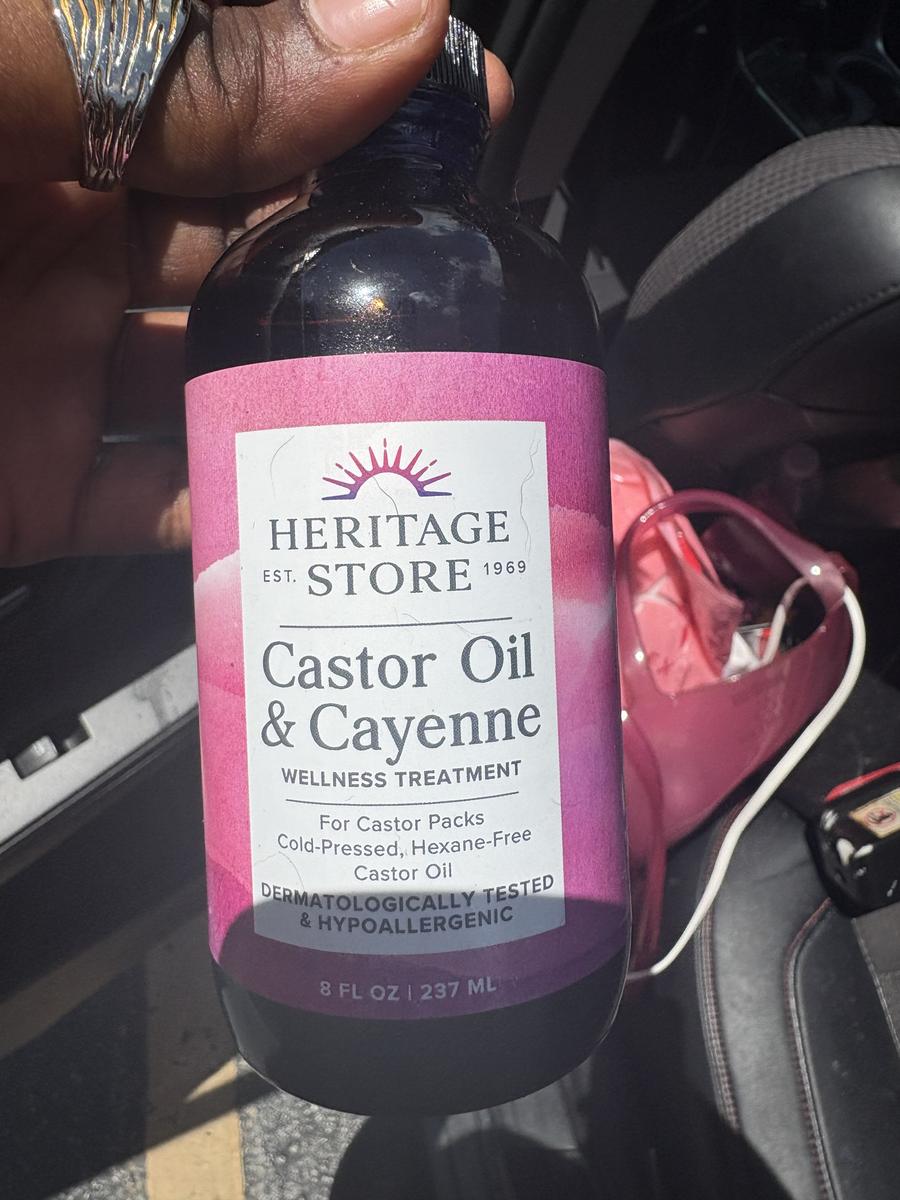 HERITAGE
EST. STORE 1969
Castor Oil
& Cayenne
WELLNESS TREATMENT
For Castor Packs
Cold-Pressed, Hexane-Free
Castor Oil
DERMATOLOGICALLY TESTED
& HYPOALLERGENIC
8 FL OZ | 237 ML